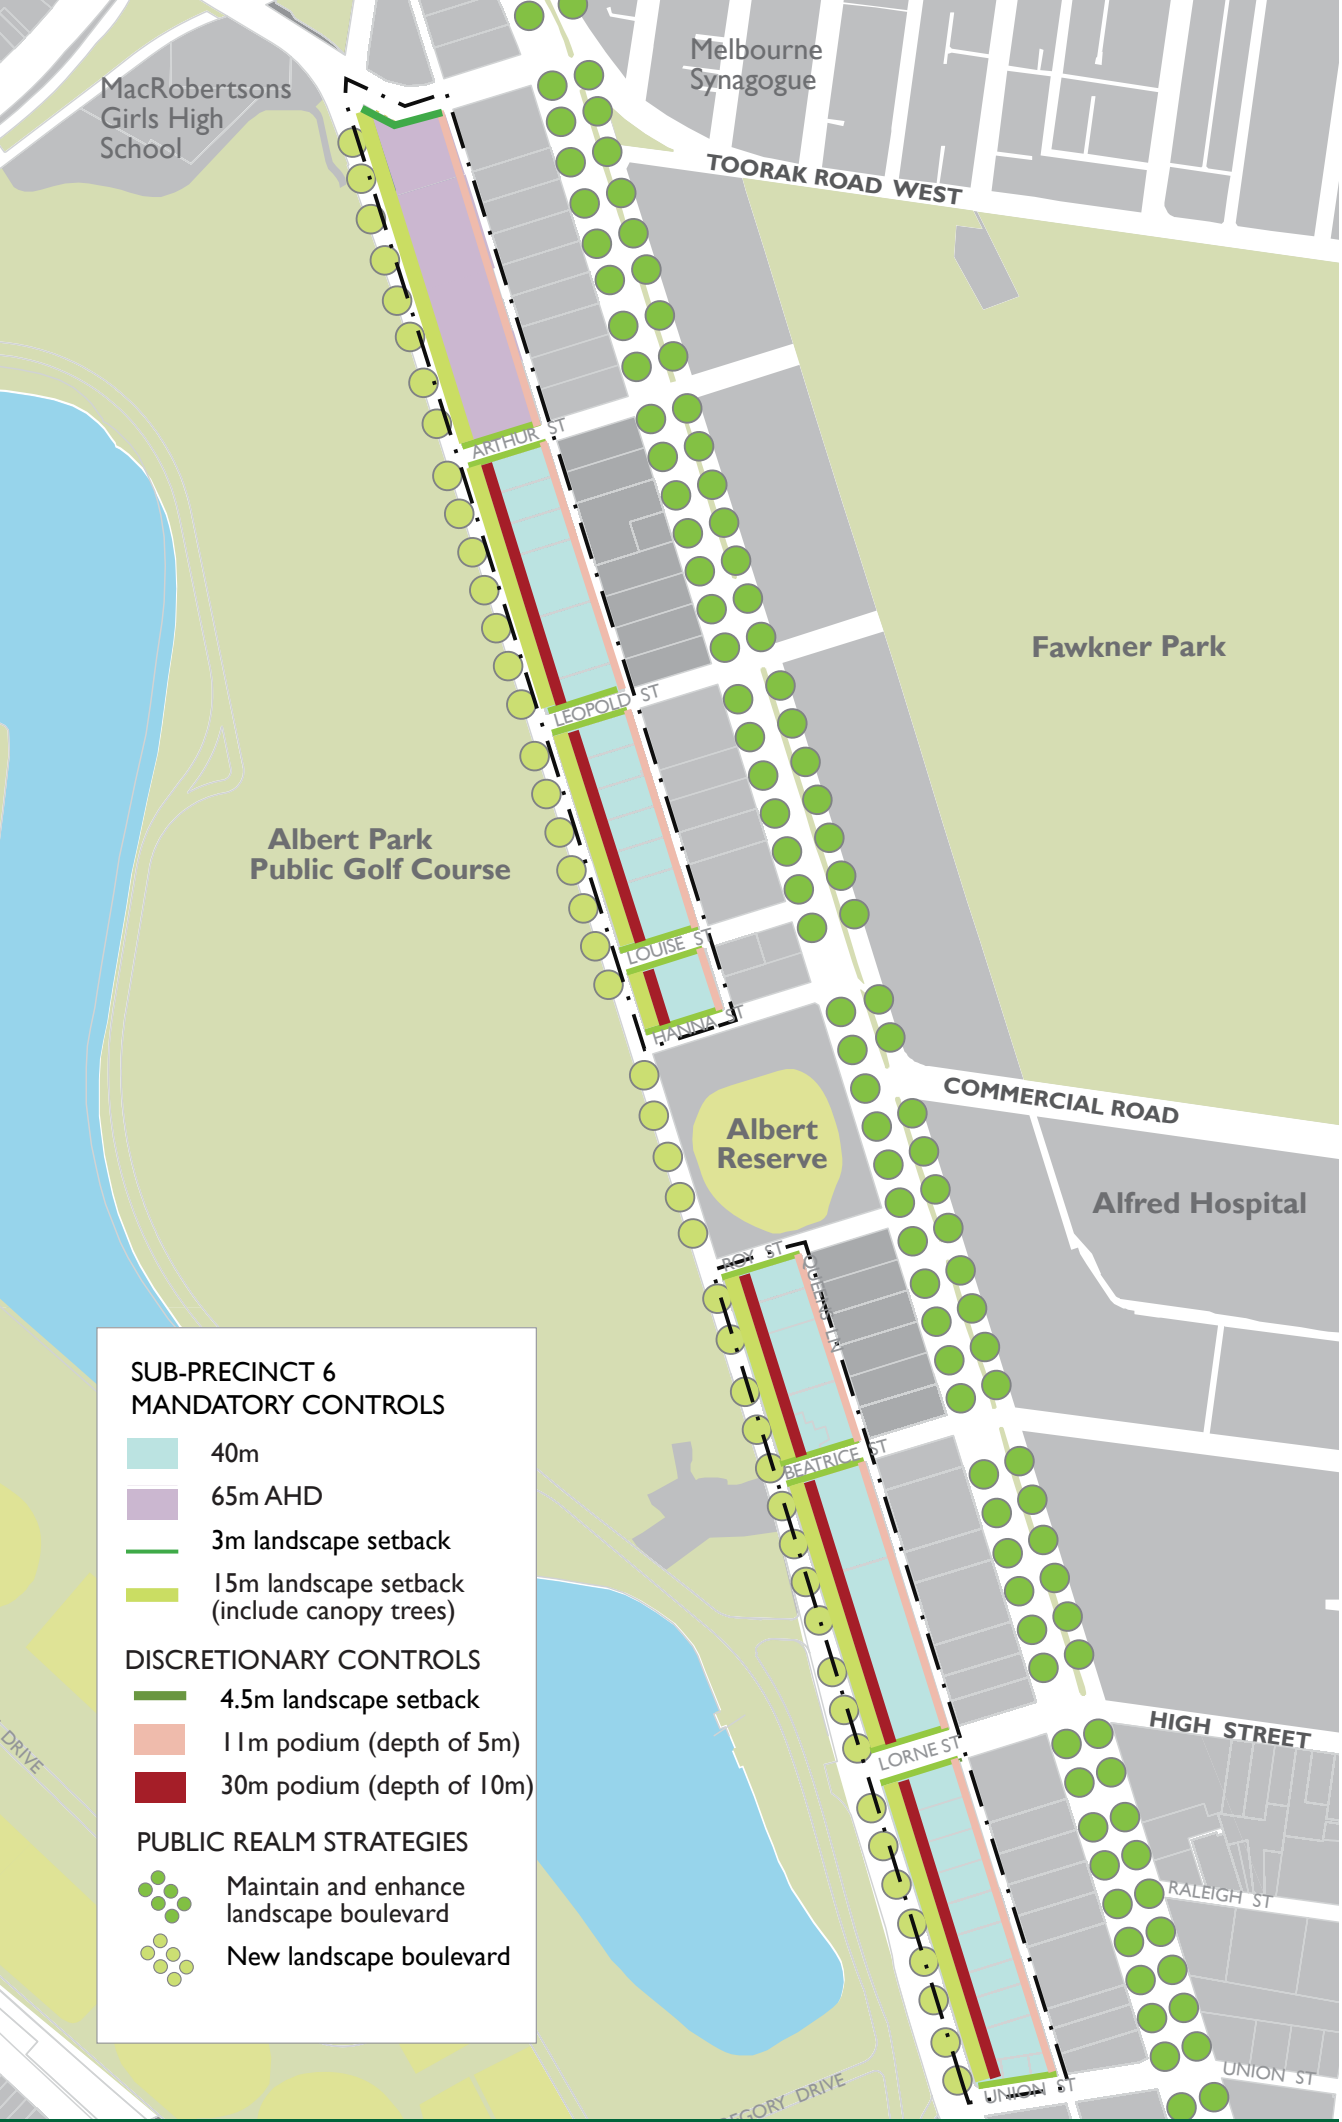 Melbourne
Synagogue
MacRobertsons
Girls High
School
TOORAK ROAD WEST
ARTHUR ST
Fawkner Park
LEOPOLD ST
Albert Park
Public Golf Course
LOUISE ST
HANNA ST
COMMERCIAL ROAD
Albert
Reserve
Alfred Hospital
ROY ST
QUEENS LN
BEATRICE ST
SUB-PRECINCT 6
MANDATORY CONTROLS
40m
65m AHD
3m landscape setback
15m landscape setback
(include canopy trees)
DISCRETIONARY CONTROLS
4.5m landscape setback
11m podium (depth of 5m)
30m podium (depth of 10m)
PUBLIC REALM STRATEGIES
Maintain and enhance
landscape boulevard
New landscape boulevard
DRIVE
HIGH STREET
LORNE ST
RALEIGH ST
UNION ST
UNION ST
EGORY DRIVE